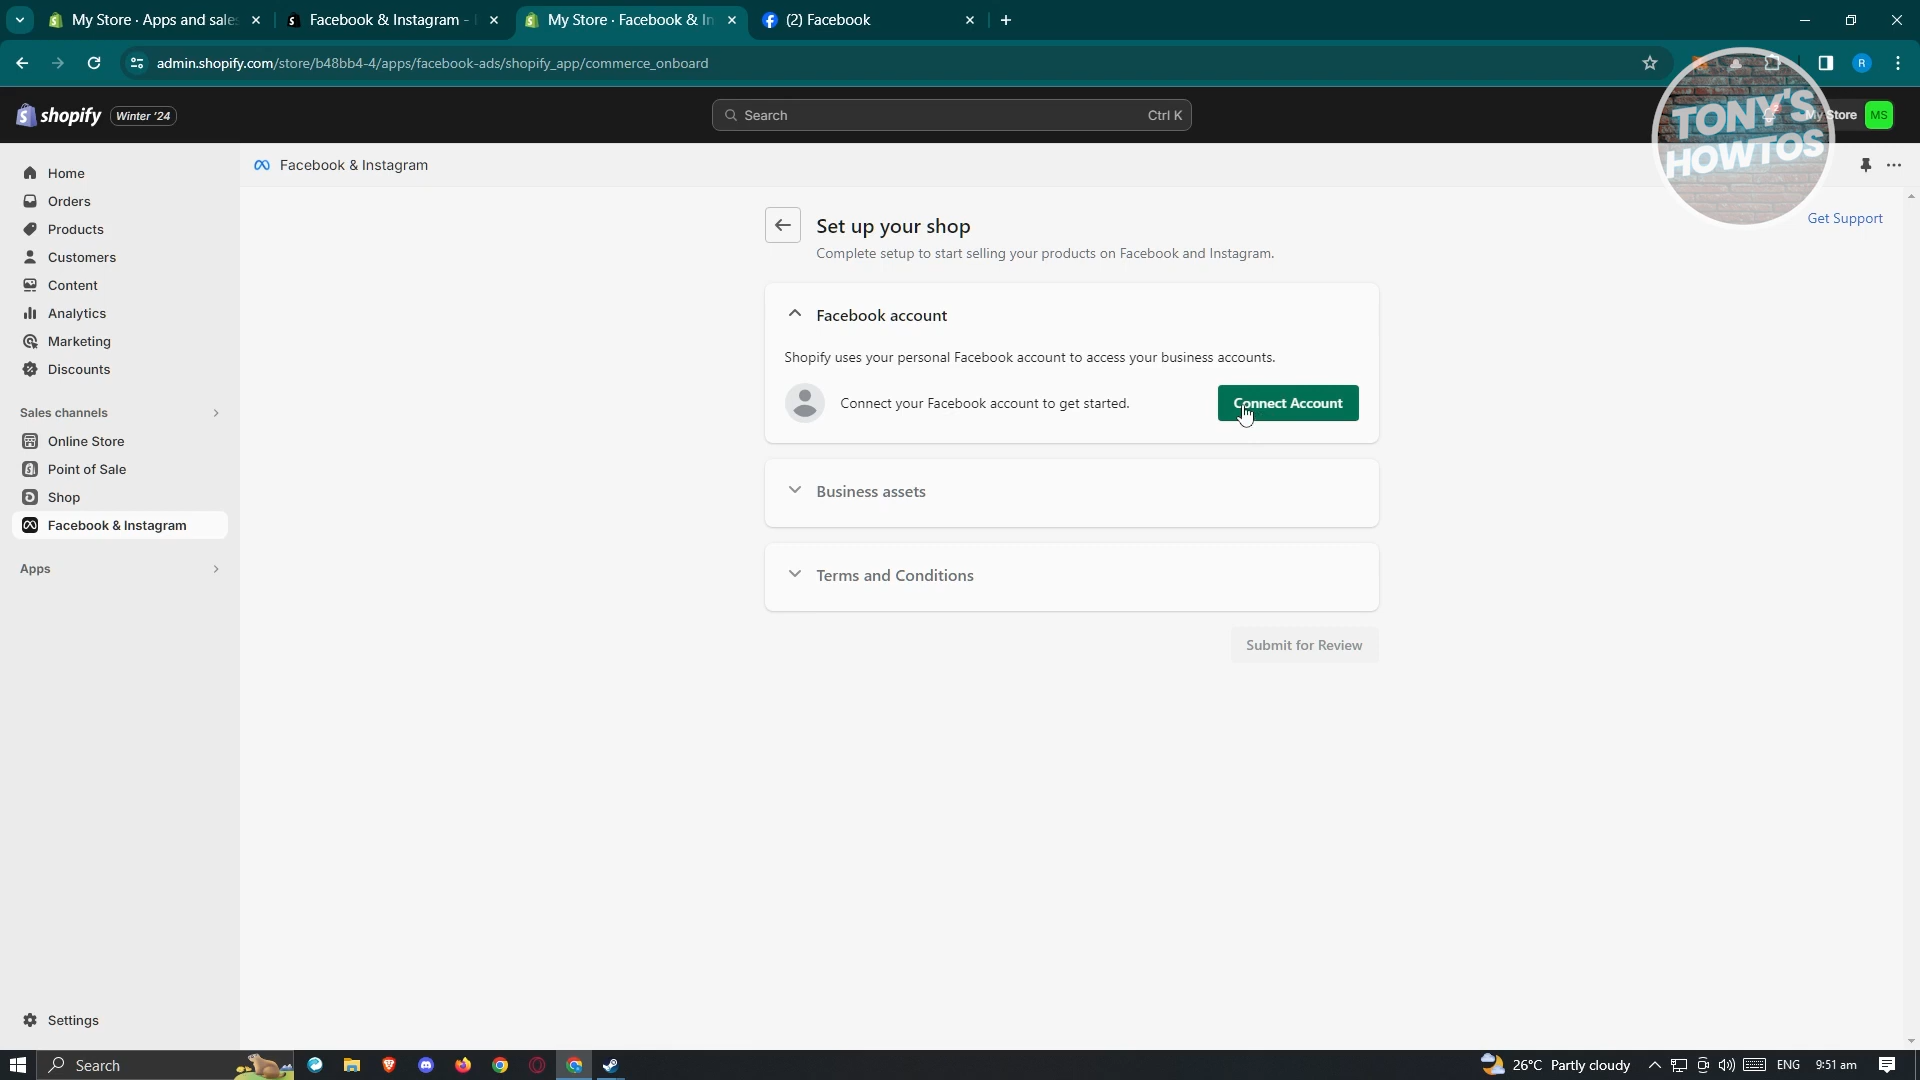 My Store · Apps and sales
Facebook & Instagram -
My Store · Facebook & In
(2) Facebook
admin.shopify.com/store/b48bb4-4/apps/facebook-ads/shopify_app/commerce_onboard
R
shopify
Winter '24
Search
Ctrl K
My Store
MS
TONY'S
HOWTOS
Home
Orders
Products
Customers
Content
Analytics
Marketing
Discounts
Sales channels
Online Store
Point of Sale
Shop
Facebook & Instagram
Apps
Settings
Facebook & Instagram
Get Support
Set up your shop
Complete setup to start selling your products on Facebook and Instagram.
Facebook account
Shopify uses your personal Facebook account to access your business accounts.
Connect your Facebook account to get started.
Connect Account
Business assets
Terms and Conditions
Submit for Review
Search
26°C Partly cloudy
ENG
9:51 am